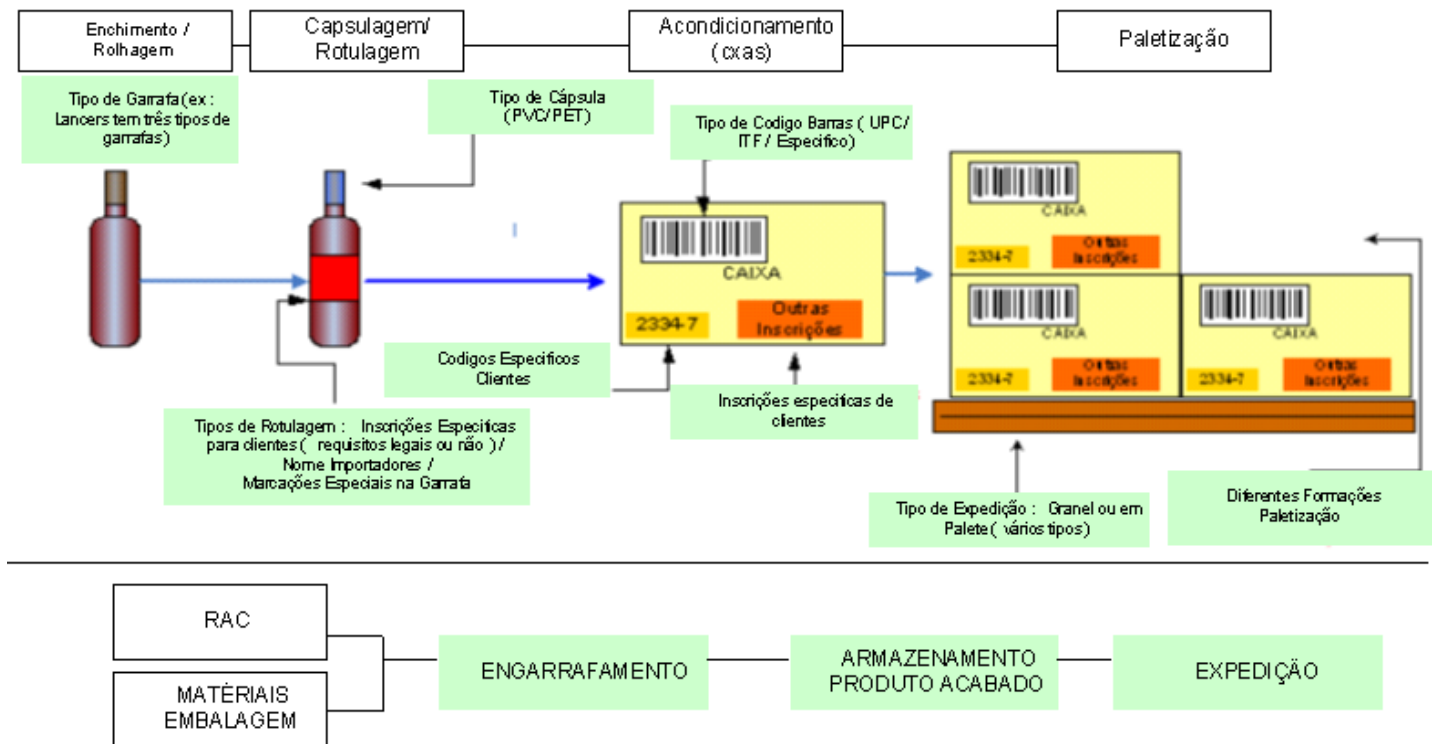 Enchimento /
Rolhagem
Capsulagem/
Rotulagem
Acondicionamento
(cxas)
Paletização
Tipo de Garrafa (ex :
Lancers tem três tipos de
garrafas)
Tipo de Cápsula
(PVC/PET)
Tipo de Codigo Barras ( UPC/
ITF / Especifico)
CAIXA
2334-7
Outras
Inscrições
CAIXA
2334-7
Outras
Inscrições
CAIXA
2334-7
Outras
Inscrições
CAIXA
2334-7
Outras
Inscrições
Codigos Especificos
Clientes
Inscrições especificas de
clientes
Tipos de Rotulagem : Inscrições Especificas
para clientes ( requisitos legais ou não ) /
Nome Importadores /
Marcações Especiais na Garrafa
Tipo de Expedição : Granel ou em
Palete ( vários tipos)
Diferentes Formações
Paletização
RAC
MATÉRIAIS
EMBALAGEM
ENGARRAFAMENTO
ARMAZENAMENTO
PRODUTO ACABADO
EXPEDIÇÃO